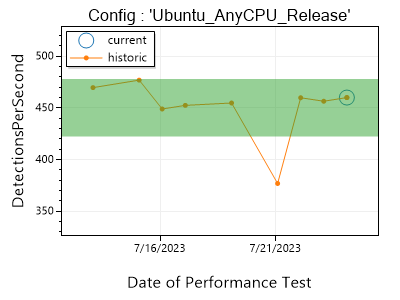 Config : 'Ubuntu_AnyCPU_Release'
current
historic
DetectionsPerSecond
500
450
400
350
7/16/2023
7/21/2023
Date of Performance Test